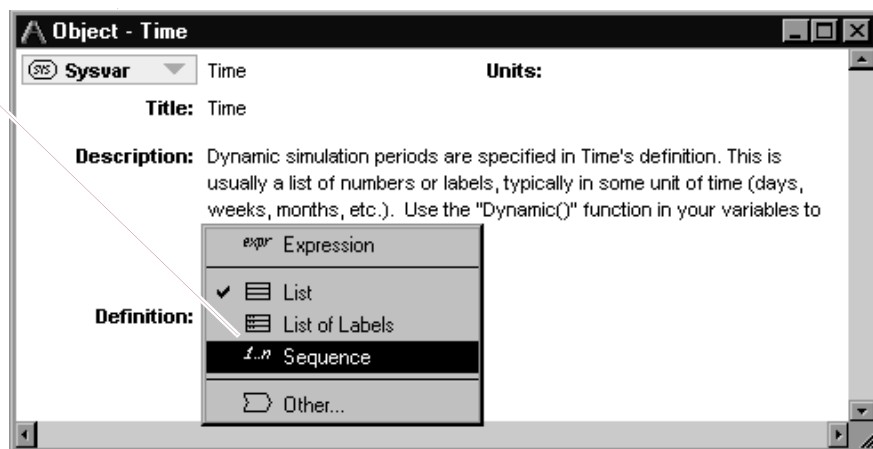 Object - Time
SYS Sysvar Time Units:
Title: Time
Description: Dynamic simulation periods are specified in Time's definition. This is
usually a list of numbers or labels, typically in some unit of time (days,
weeks, months, etc.). Use the "Dynamic()" function in your variables to
expr Expression
List
Definition:
List of Labels
1..n Sequence
Other...